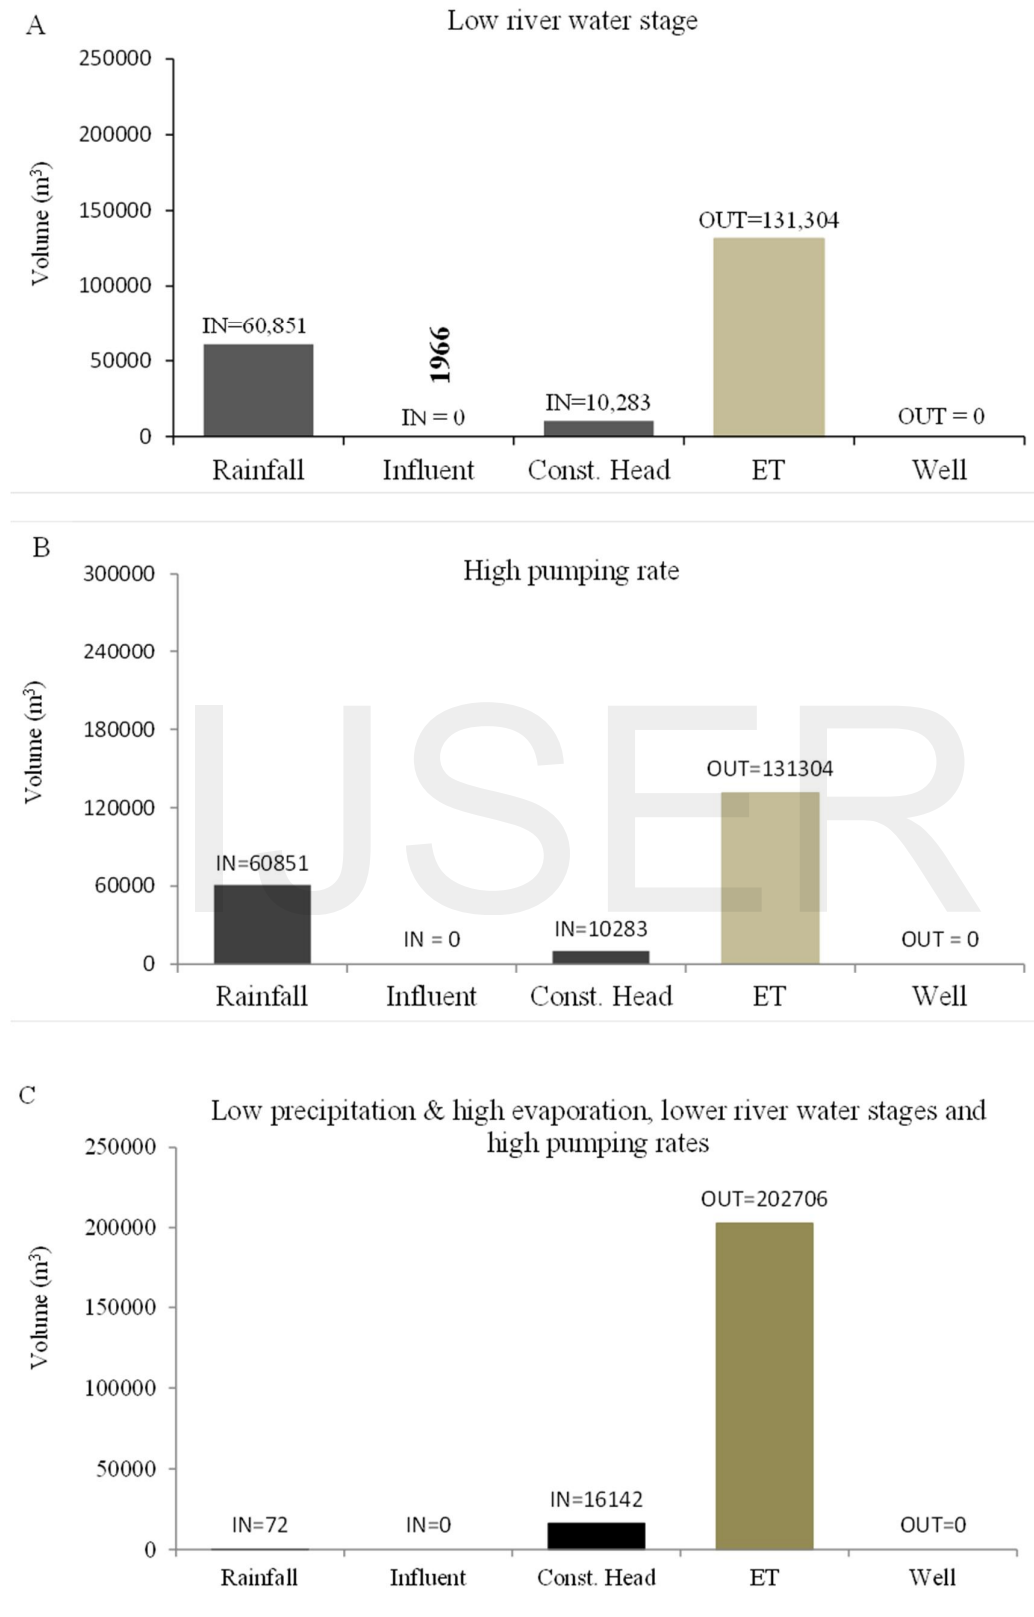 A
Low river water stage
250000
200000
150000
100000
50000
0
Volume (m³)
IN=60,851
1966
IN = 0
IN=10,283
OUT=131,304
OUT = 0
Rainfall Influent Const. Head ET Well
B
High pumping rate
300000
240000
180000
120000
60000
0
Volume (m³)
IN=60851
IN = 0
IN=10283
OUT=131304
OUT = 0
Rainfall Influent Const. Head ET Well
IJSER
C
Low precipitation & high evaporation, lower river water stages and
high pumping rates
250000
200000
150000
100000
50000
0
Volume (m³)
IN=72
IN=0
IN=16142
OUT=202706
OUT=0
Rainfall Influent Const. Head ET Well